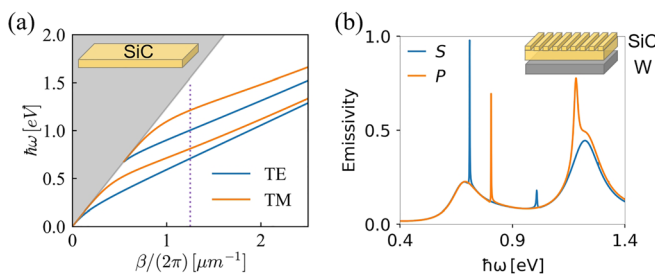 (a)
SiC
ħω [eV]
2.0
1.5
1.0
0.5
0.0
TE
TM
0
1
2
β/(2π) [μm⁻¹]
(b)
S
P
SiC
W
Emissivity
1.0
0.5
0.0
0.4
0.9
1.4
ħω [eV]